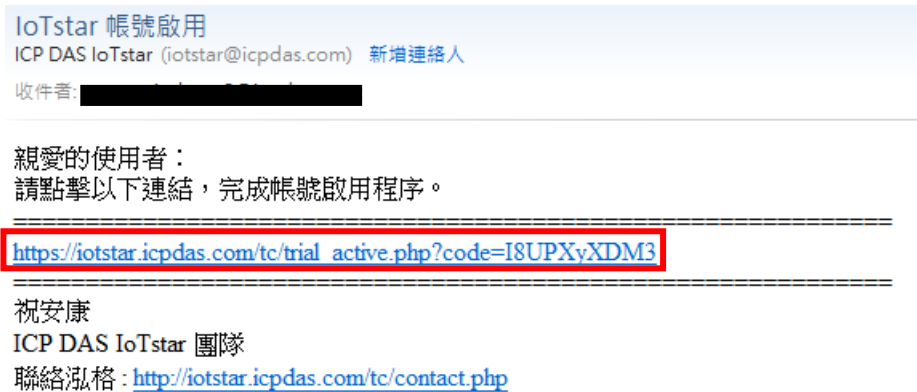 IoTstar 帳號啟用
ICP DAS IoTstar (iotstar@icpdas.com) 新增連絡人
收件者:
親愛的使用者：
請點擊以下連結，完成帳號啟用程序。
============================================================
https://iotstar.icpdas.com/tc/trial_active.php?code=I8UPXyXDM3
============================================================
祝安康
ICP DAS IoTstar 團隊
聯絡泓格 : http://iotstar.icpdas.com/tc/contact.php